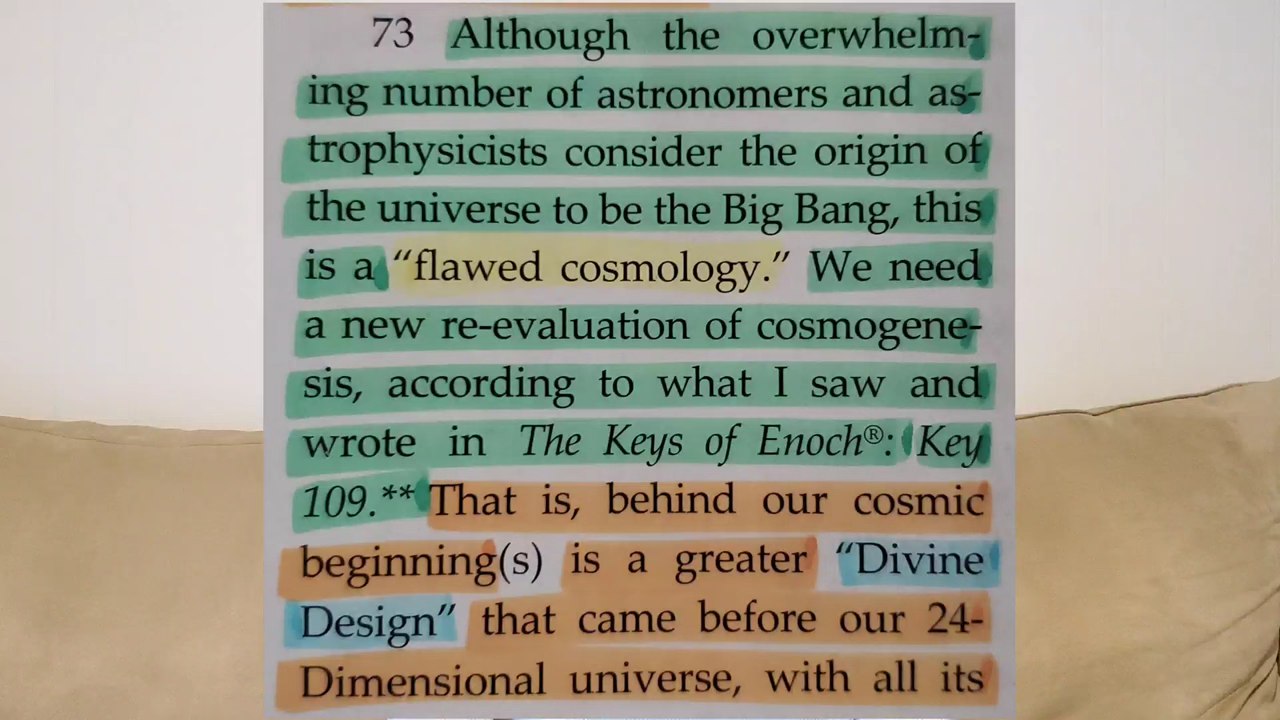 73 Although the overwhelm-
ing number of astronomers and as-
trophysicists consider the origin of
the universe to be the Big Bang, this
is a “flawed cosmology.” We need
a new re-evaluation of cosmogene-
sis, according to what I saw and
wrote in The Keys of Enoch®: Key
109.** That is, behind our cosmic
beginning(s) is a greater “Divine
Design” that came before our 24-
Dimensional universe, with all its